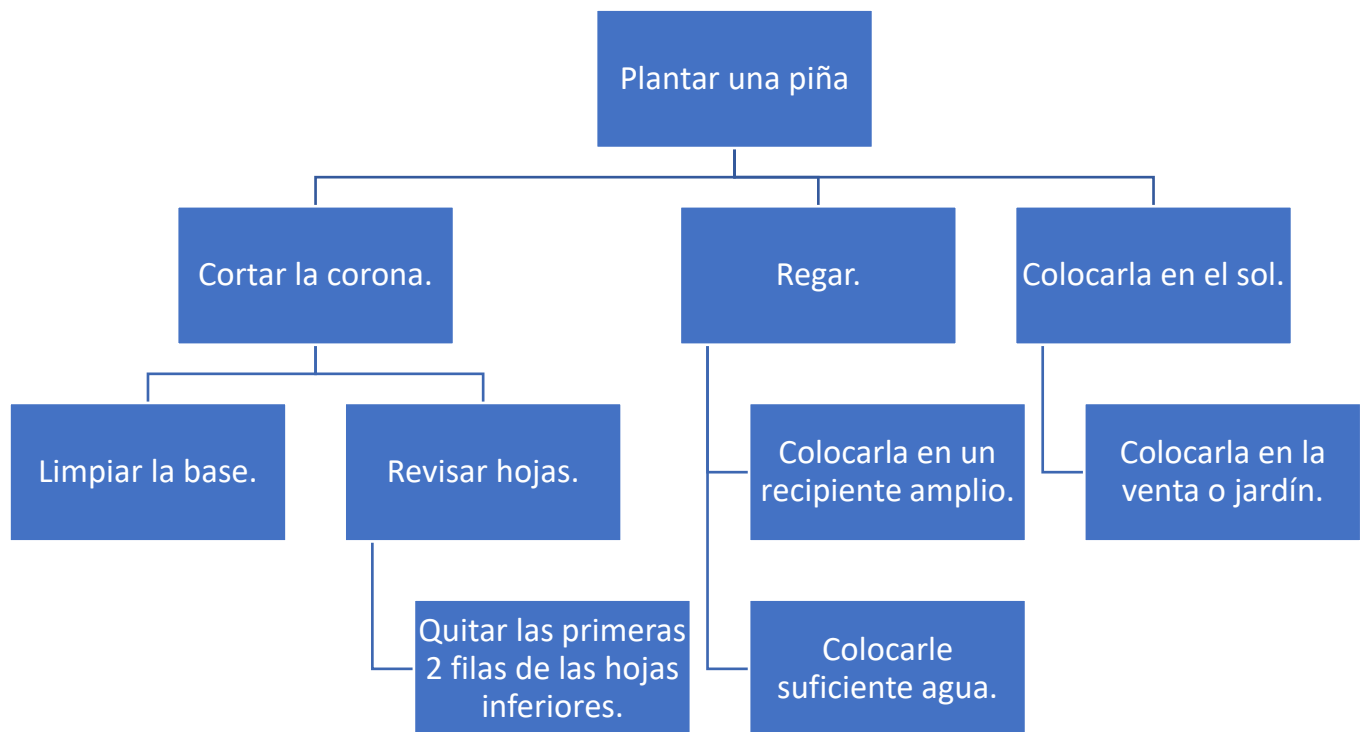 Plantar una piña
Cortar la corona.
Regar.
Colocarla en el sol.
Limpiar la base.
Revisar hojas.
Colocarla en un
recipiente amplio.
Colocarla en la
venta o jardín.
Quitar las primeras
2 filas de las hojas
inferiores.
Colocarle
suficiente agua.